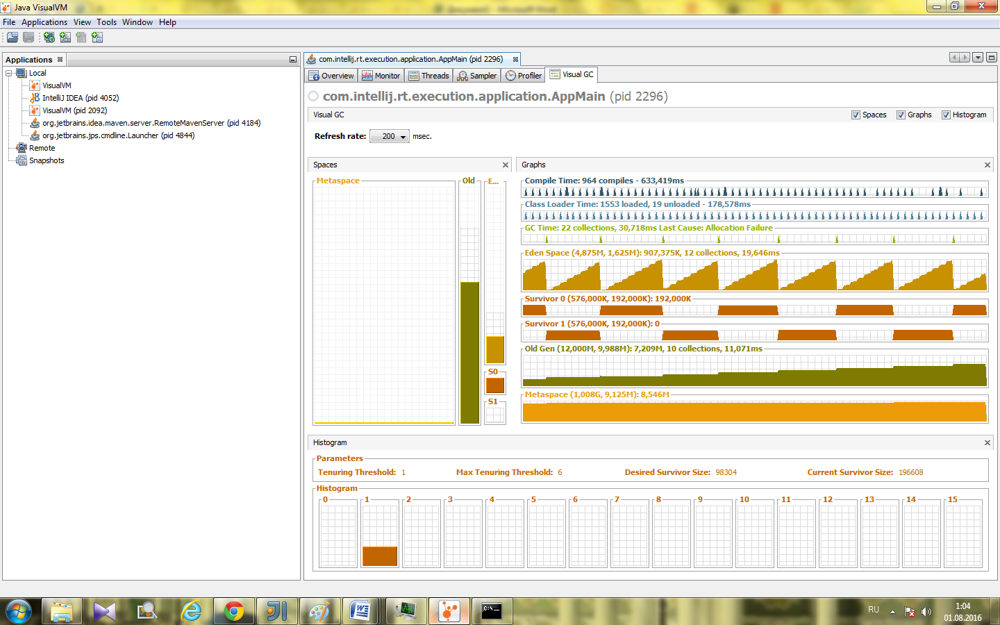 Java VisualVM
File Applications View Tools Window Help
Applications
Local
VisualVM
IntelliJ IDEA (pid 4052)
VisualVM (pid 2092)
org.jetbrains.idea.maven.server.RemoteMavenServer (pid 4184)
org.jetbrains.jps.cmdline.Launcher (pid 4844)
Remote
Snapshots
com.intellij.rt.execution.application.AppMain (pid 2296)
Overview Monitor Threads Sampler Profiler Visual GC
com.intellij.rt.execution.application.AppMain (pid 2296)
Visual GC Spaces Graphs Histogram
Refresh rate: 200 msec.
Spaces
Metaspace Old E...
S0
S1
Graphs
Compile Time: 964 compiles - 633,419ms
Class Loader Time: 1553 loaded, 19 unloaded - 178,578ms
GC Time: 22 collections, 30,718ms Last Cause: Allocation Failure
Eden Space (4,875M, 1,625M): 907,375K, 12 collections, 19,646ms
Survivor 0 (576,000K, 192,000K): 192,000K
Survivor 1 (576,000K, 192,000K): 0
Old Gen (12,000M, 9,988M): 7,209M, 10 collections, 11,071ms
Metaspace (1,008G, 9,125M): 8,546M
Histogram
Parameters
Tenuring Threshold: 1 Max Tenuring Threshold: 6 Desired Survivor Size: 98304 Current Survivor Size: 196608
Histogram
0 1 2 3 4 5 6 7 8 9 10 11 12 13 14 15
C:\
RU
1:04
01.08.2016